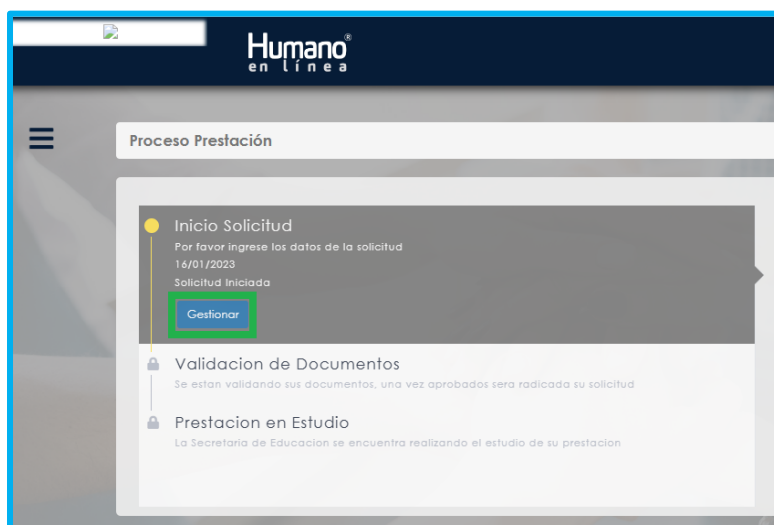 Humano®
en línea
Proceso Prestación
Inicio Solicitud
Por favor ingrese los datos de la solicitud
16/01/2023
Solicitud Iniciada
Gestionar
Validacion de Documentos
Se estan validando sus documentos, una vez aprobados sera radicada su solicitud
Prestacion en Estudio
La Secretaria de Educacion se encuentra realizando el estudio de su prestacion